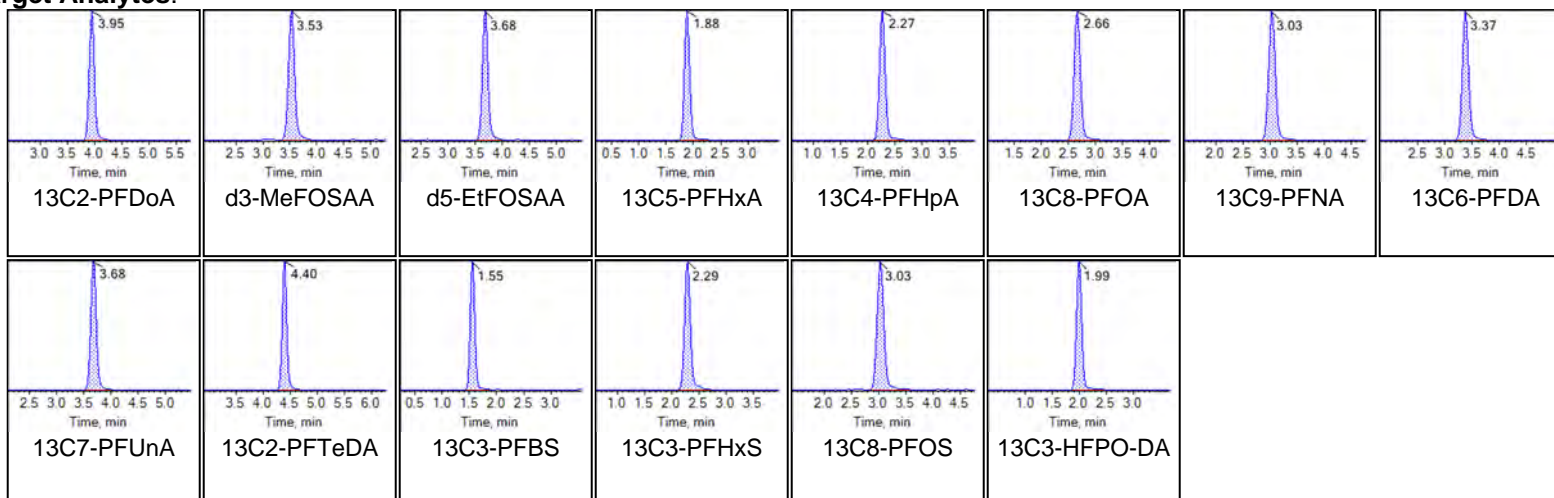 Target Analytes:
3.95 3.53 3.68 1.88 2.27 2.66 3.03 3.37
3.0 3.5 4.0 4.5 5.0 5.5 2.5 3.0 3.5 4.0 4.5 5.0 2.5 3.0 3.5 4.0 4.5 5.0 0.5 1.0 1.5 2.0 2.5 3.0 1.0 1.5 2.0 2.5 3.0 3.5 1.5 2.0 2.5 3.0 3.5 4.0 2.0 2.5 3.0 3.5 4.0 4.5 2.5 3.0 3.5 4.0 4.5
Time, min Time, min Time, min Time, min Time, min Time, min Time, min Time, min
13C2-PFDoA d3-MeFOSAA d5-EtFOSAA 13C5-PFHxA 13C4-PFHpA 13C8-PFOA 13C9-PFNA 13C6-PFDA
3.68 4.40 1.55 2.29 3.03 1.99
2.5 3.0 3.5 4.0 4.5 5.0 3.5 4.0 4.5 5.0 5.5 6.0 0.5 1.0 1.5 2.0 2.5 3.0 1.0 1.5 2.0 2.5 3.0 3.5 2.0 2.5 3.0 3.5 4.0 4.5 1.0 1.5 2.0 2.5 3.0
Time, min Time, min Time, min Time, min Time, min Time, min
13C7-PFUnA 13C2-PFTeDA 13C3-PFBS 13C3-PFHxS 13C8-PFOS 13C3-HFPO-DA